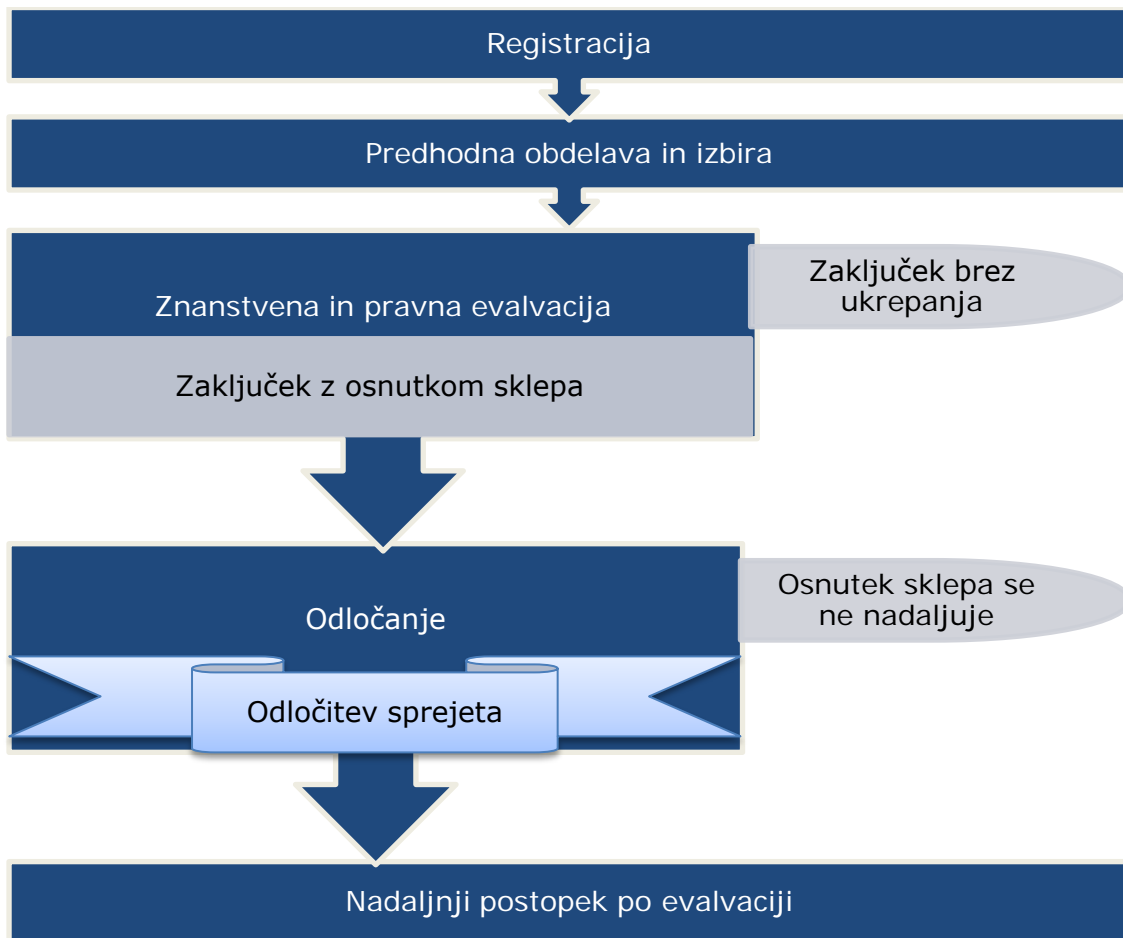 Registracija
Predhodna obdelava in izbira
Znanstvena in pravna evalvacija
Zaključek brez
ukrepanja
Zaključek z osnutkom sklepa
Odločanje
Osnutek sklepa se
ne nadaljuje
Odločitev sprejeta
Nadaljnji postopek po evalvaciji